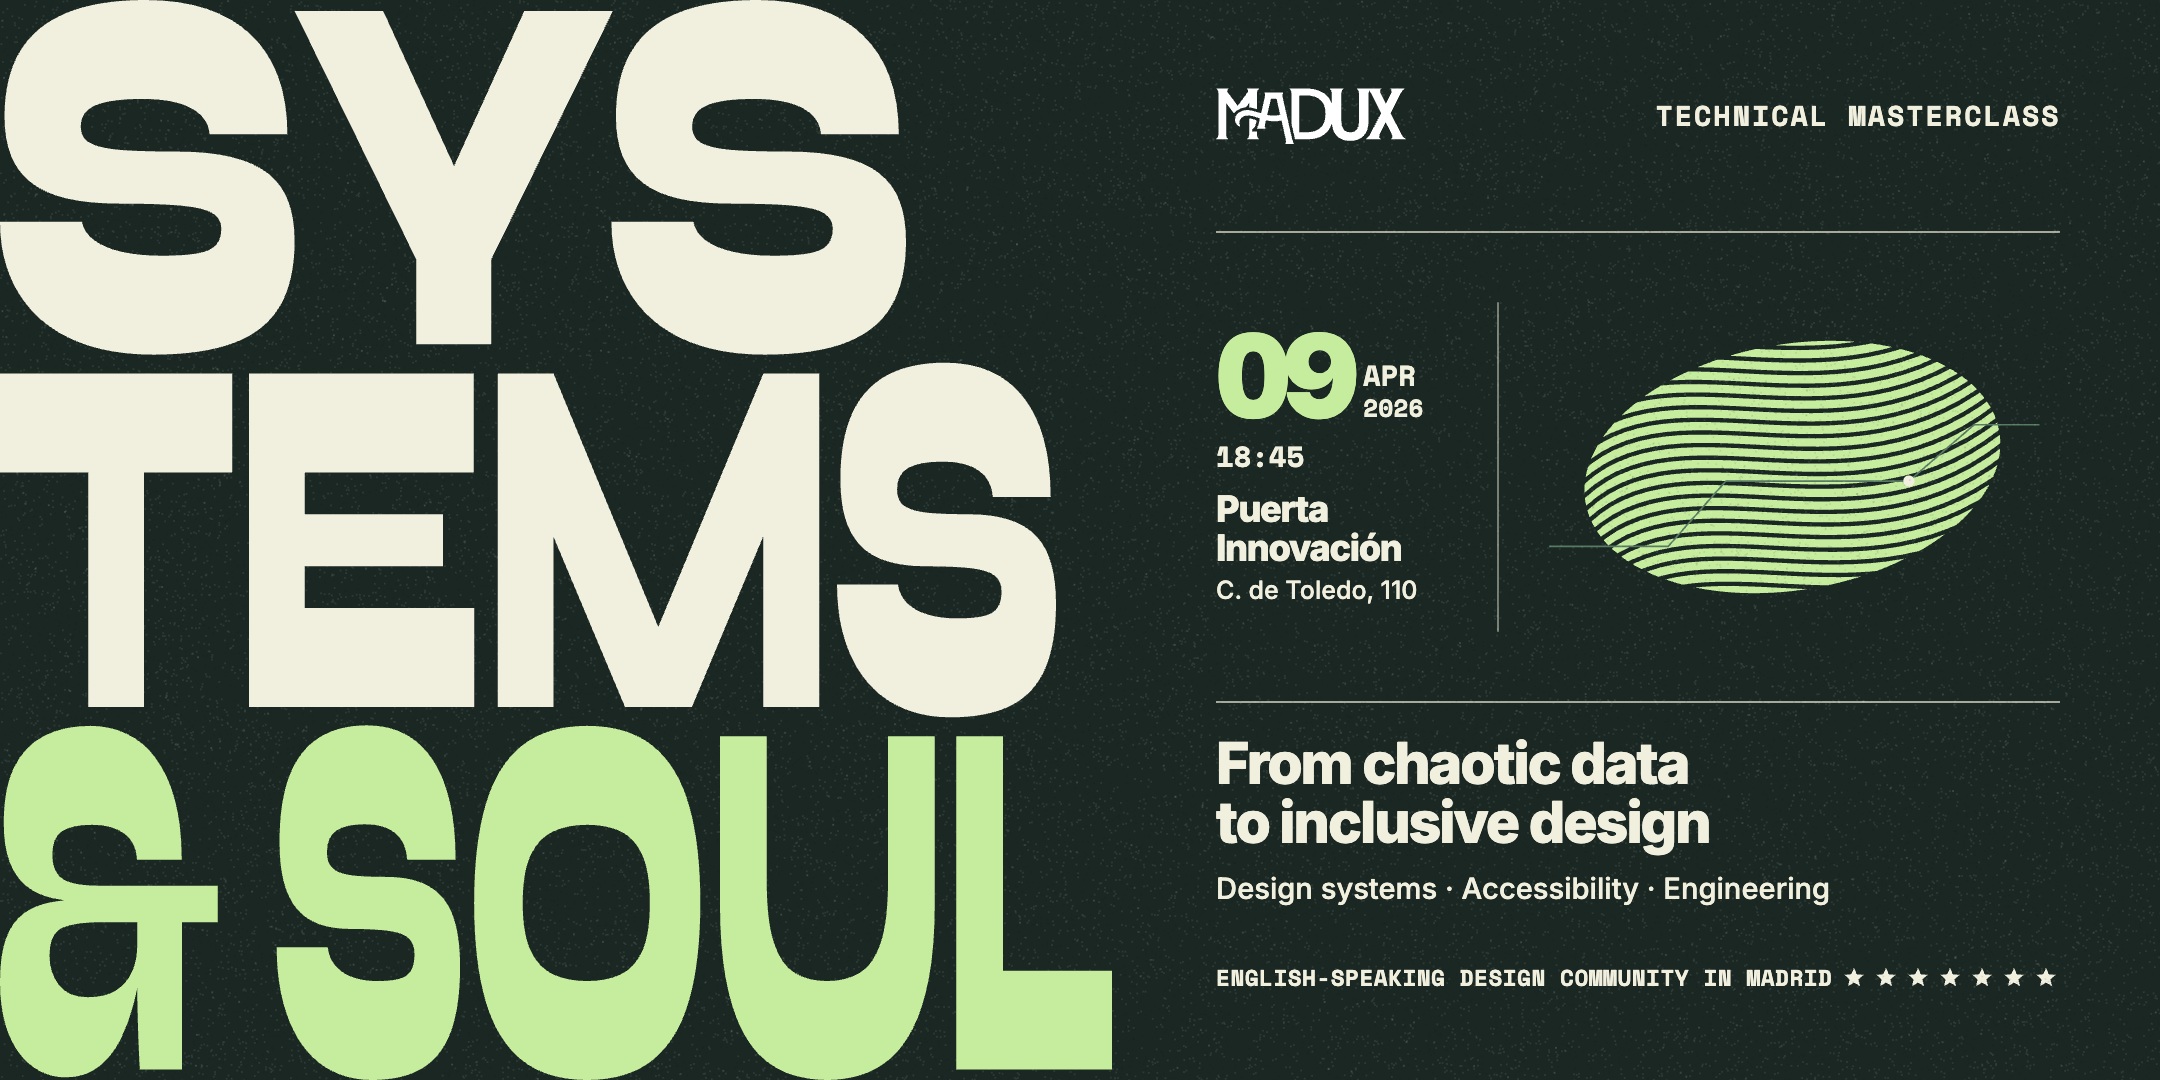 SYS
TEMS
& SOUL
MADUX
TECHNICAL MASTERCLASS
09 APR 2026
18:45
Puerta
Innovación
C. de Toledo, 110
From chaotic data
to inclusive design
Design systems · Accessibility · Engineering
ENGLISH-SPEAKING DESIGN COMMUNITY IN MADRID ★ ★ ★ ★ ★ ★ ★